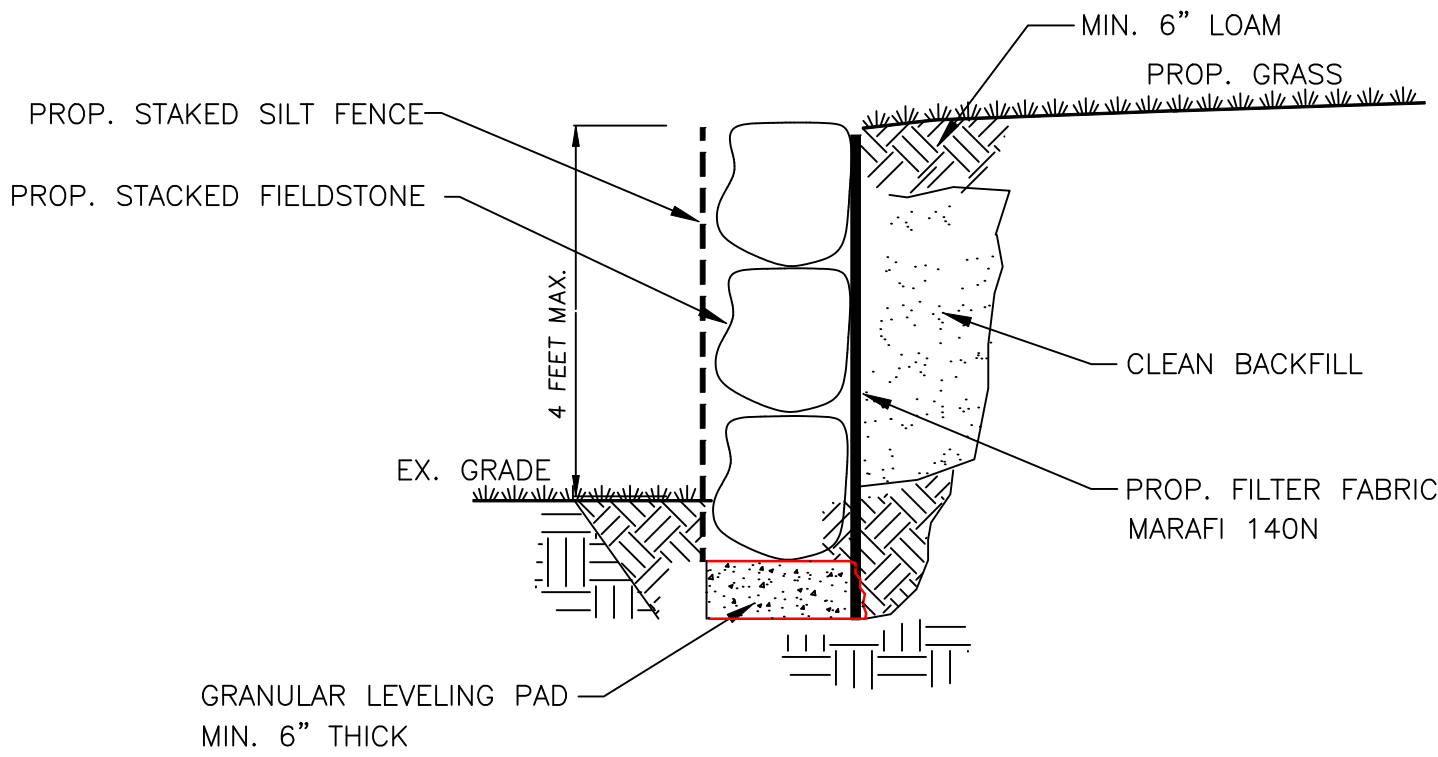 MIN. 6” LOAM
PROP. GRASS
PROP. STAKED SILT FENCE
PROP. STACKED FIELDSTONE
4 FEET MAX.
CLEAN BACKFILL
EX. GRADE
PROP. FILTER FABRIC
MARAFI 140N
GRANULAR LEVELING PAD
MIN. 6” THICK